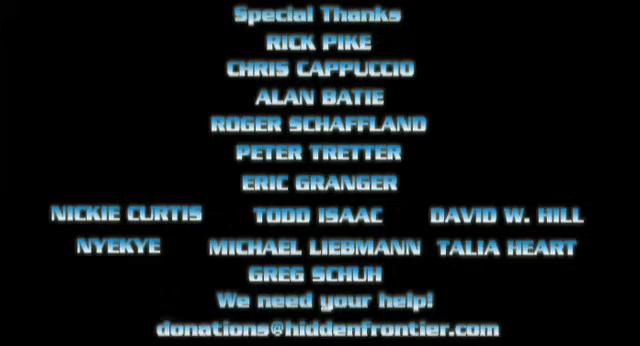 Special Thanks
RICK PIKE
CHRIS CAPPUCCIO
ALAN BATIE
ROGER SCHAFFLAND
PETER TRETTER
ERIC GRANGER
NICKIE CURTIS TODD ISAAC DAVID W. HILL
NYEKYE MICHAEL LIEBMANN TALIA HEART
GREG SCHUH
We need your help!
donations@hiddenfrontier.com